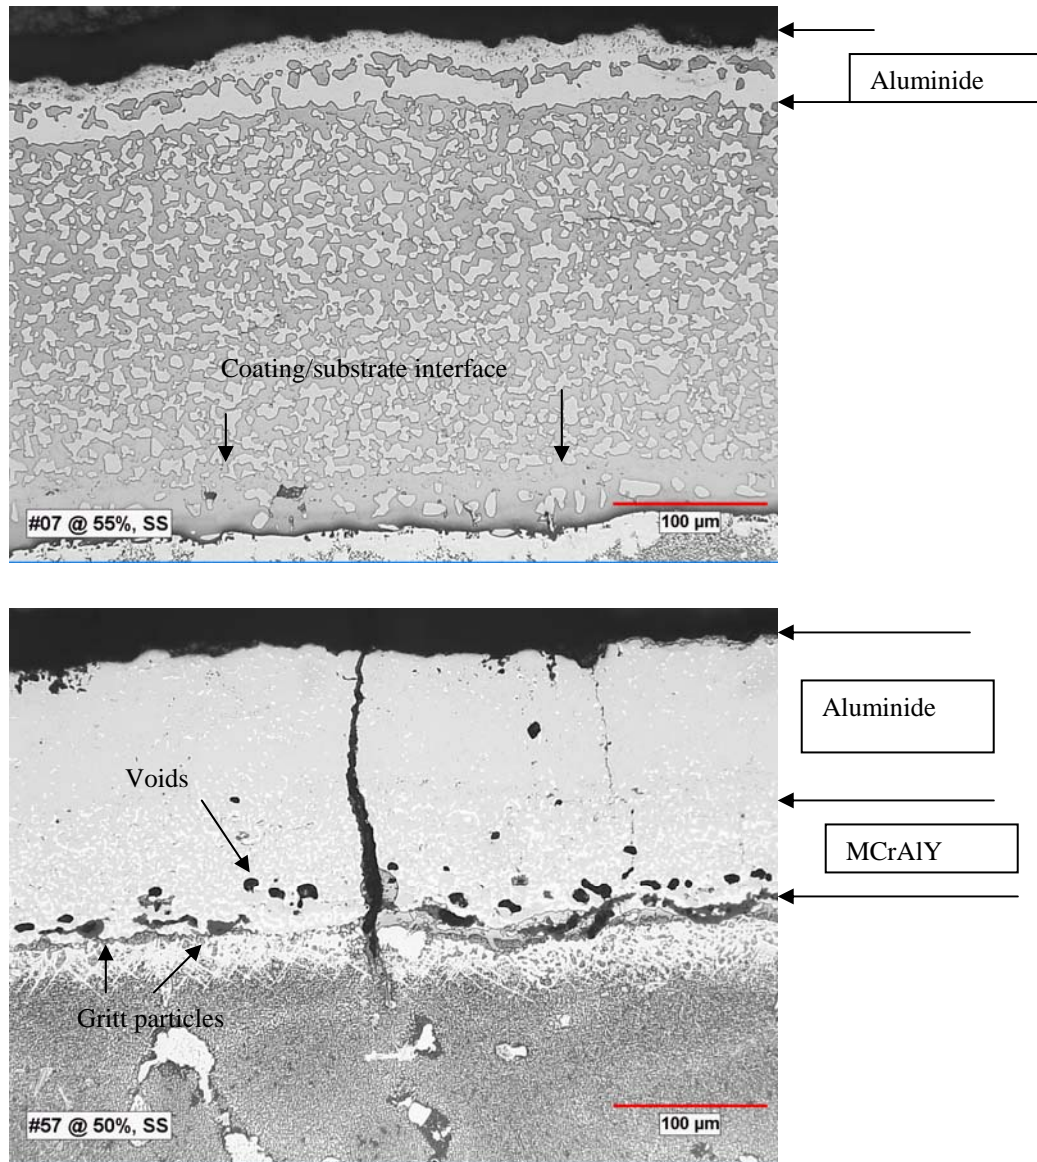 Aluminide
Coating/substrate interface
#07 @ 55%, SS
100 µm
Aluminide
Voids
MCrAlY
Gritt particles
#57 @ 50%, SS
100 µm